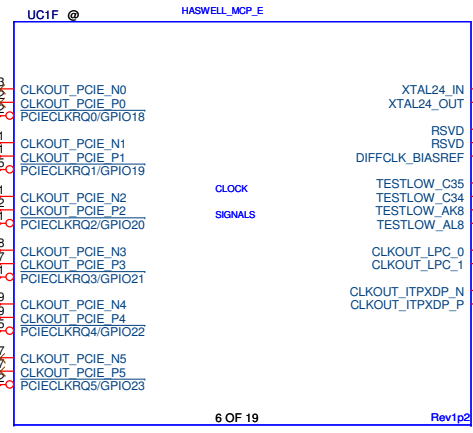 UC1F @
HASWELL_MCP_E
CLKOUT_PCIE_N0
CLKOUT_PCIE_P0
PCIECLKRQ0/GPIO18
CLKOUT_PCIE_N1
CLKOUT_PCIE_P1
PCIECLKRQ1/GPIO19
CLKOUT_PCIE_N2
CLKOUT_PCIE_P2
PCIECLKRQ2/GPIO20
CLKOUT_PCIE_N3
CLKOUT_PCIE_P3
PCIECLKRQ3/GPIO21
CLKOUT_PCIE_N4
CLKOUT_PCIE_P4
PCIECLKRQ4/GPIO22
CLKOUT_PCIE_N5
CLKOUT_PCIE_P5
PCIECLKRQ5/GPIO23
CLOCK
SIGNALS
XTAL24_IN
XTAL24_OUT
RSVD
RSVD
DIFFCLK_BIASREF
TESTLOW_C35
TESTLOW_C34
TESTLOW_AK8
TESTLOW_AL8
CLKOUT_LPC_0
CLKOUT_LPC_1
CLKOUT_ITPXDP_N
CLKOUT_ITPXDP_P
6 OF 19
Rev1p2